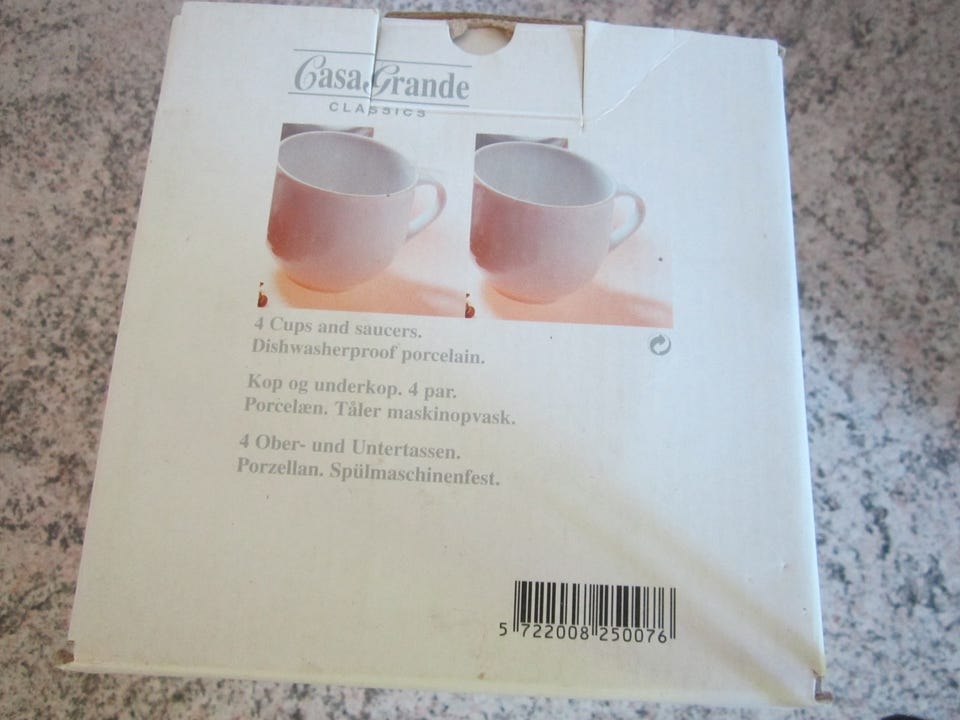 Casa Grande
CLASSICS
4 Cups and saucers.
Dishwasherproof porcelain.
Kop og underkop. 4 par.
Porcelæn. Tåler maskinopvask.
4 Ober- und Untertassen.
Porzellan. Spülmaschinenfest.
5 722008 250076